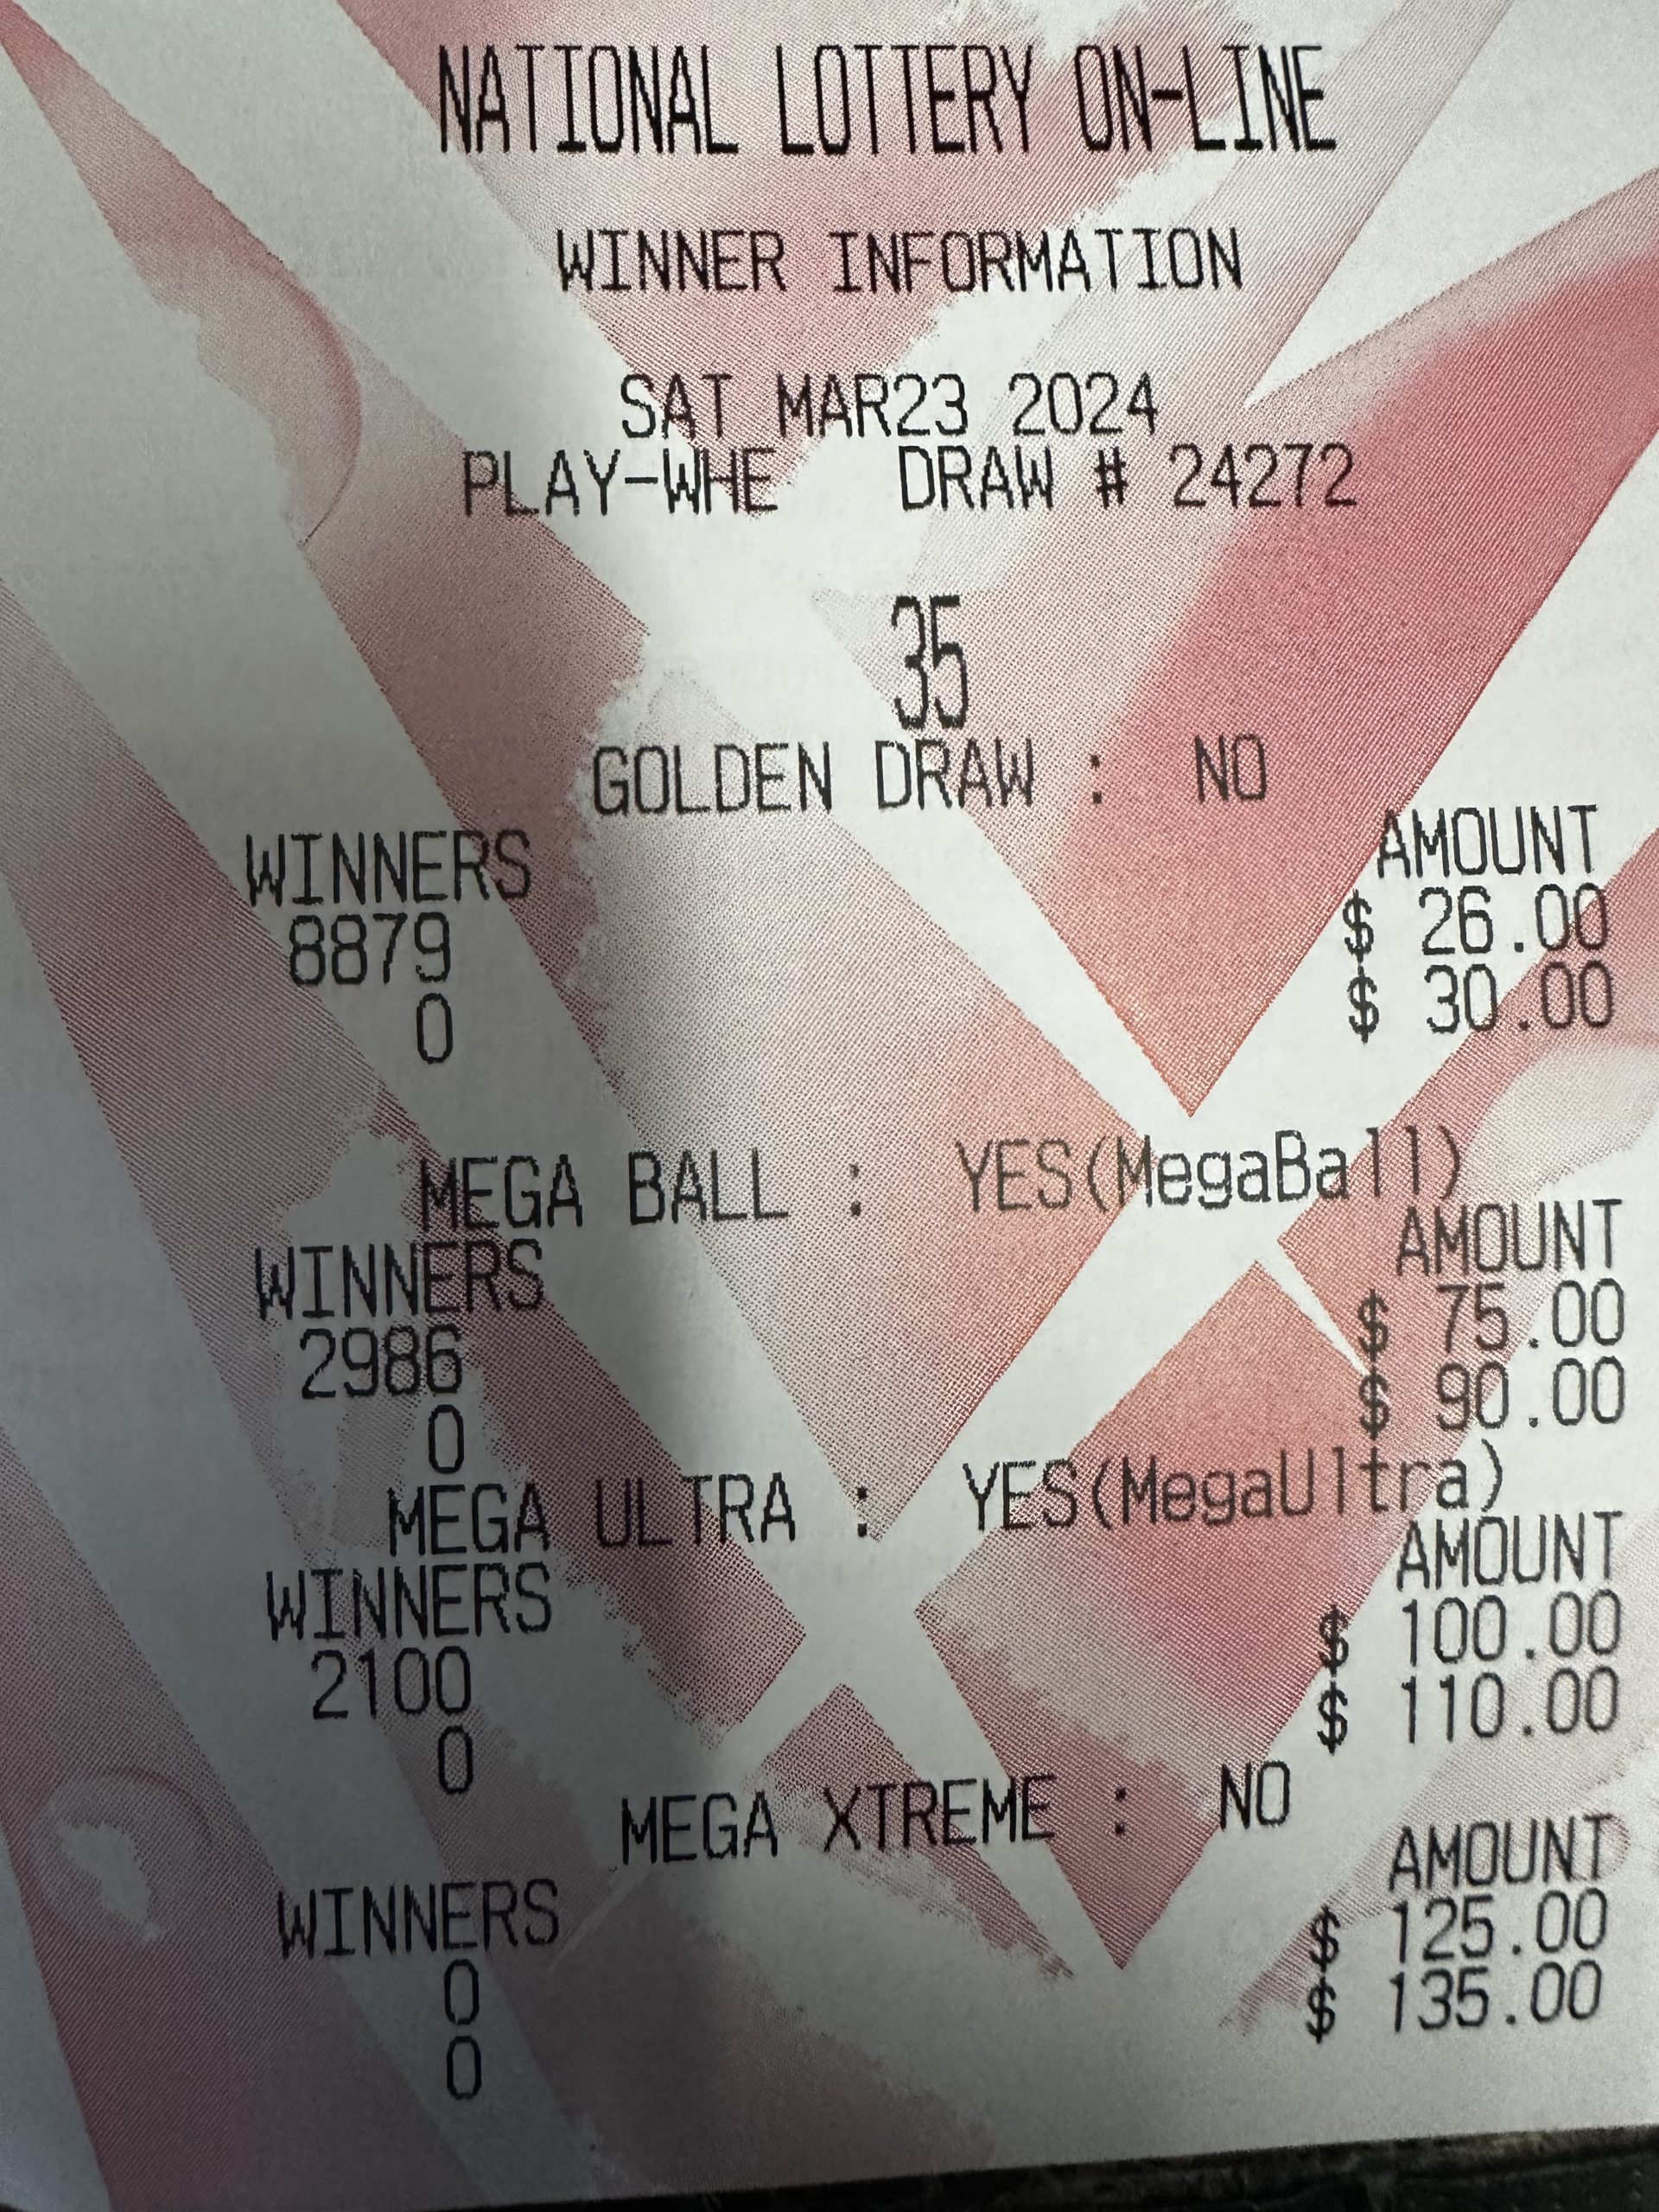 NATIONAL LOTTERY ON-LINE
WINNER INFORMATION
SAT MAR23 2024
PLAY-WHE DRAW # 24272
35
GOLDEN DRAW : NO
WINNERS AMOUNT
8879 $ 26.00
0 $ 30.00
MEGA BALL : YES(MegaBall)
WINNERS AMOUNT
2986 $ 75.00
0 $ 90.00
MEGA ULTRA : YES(MegaUltra)
WINNERS AMOUNT
2100 $ 100.00
0 $ 110.00
MEGA XTREME : NO
WINNERS AMOUNT
0 $ 125.00
0 $ 135.00